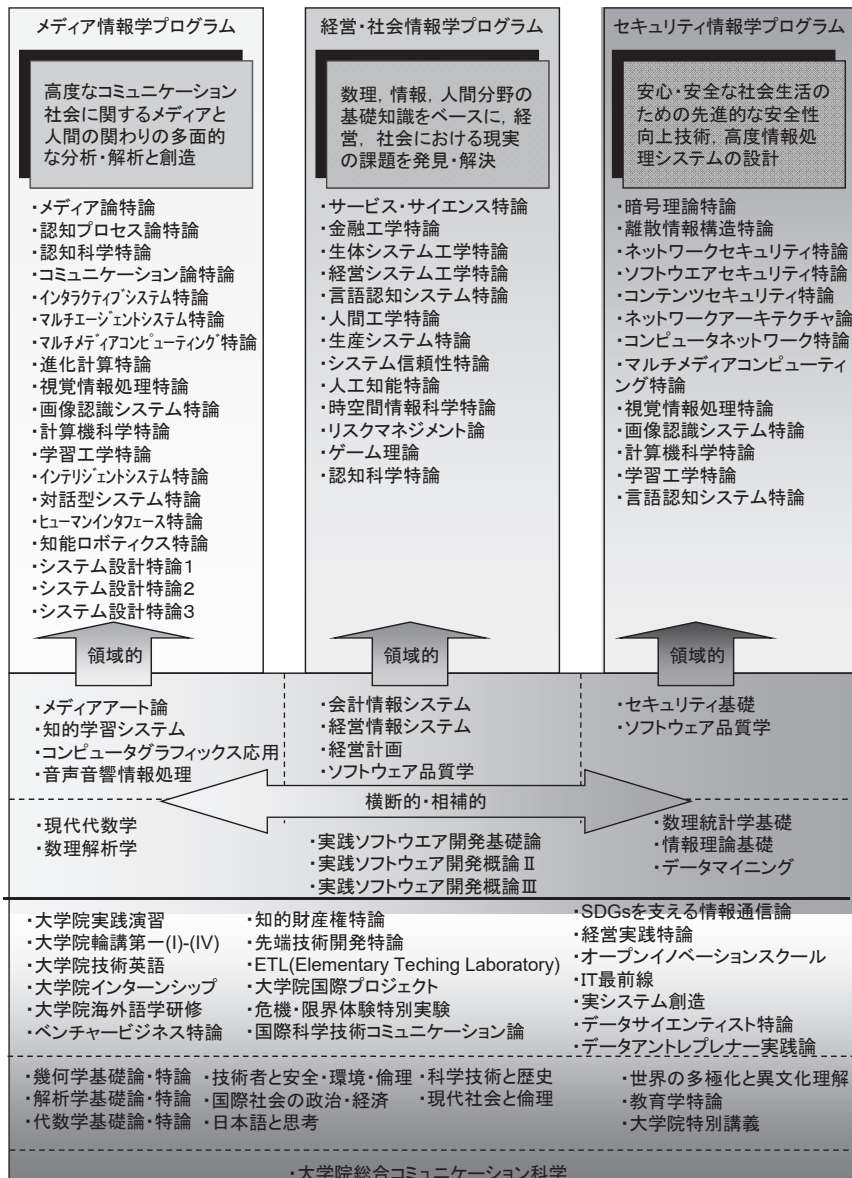 メディア情報学プログラム
高度なコミュニケーション
社会に関するメディアと
人間の関わりの多面的
な分析・解析と創造
・メディア論特論
・認知プロセス論特論
・認知科学特論
・コミュニケーション論特論
・インタラクティブシステム特論
・マルチエージェントシステム特論
・マルチメディアコンピューティング特論
・進化計算特論
・視覚情報処理特論
・画像認識システム特論
・計算機科学特論
・学習工学特論
・インテリジェントシステム特論
・対話型システム特論
・ヒューマンインタフェース特論
・知能ロボティクス特論
・システム設計特論1
・システム設計特論2
・システム設計特論3
領域的
経営・社会情報学プログラム
数理, 情報, 人間分野の
基礎知識をベースに, 経
営, 社会における現実
の課題を発見・解決
・サービス・サイエンス特論
・金融工学特論
・生体システム工学特論
・経営システム工学特論
・言語認知システム特論
・人間工学特論
・生産システム特論
・システム信頼性特論
・人工知能特論
・時空間情報科学特論
・リスクマネジメント論
・ゲーム理論
・認知科学特論
領域的
セキュリティ情報学プログラム
安心・安全な社会生活の
ための先進的な安全性
向上技術, 高度情報処
理システムの設計
・暗号理論特論
・離散情報構造特論
・ネットワークセキュリティ特論
・ソフトウエアセキュリティ特論
・コンテンツセキュリティ特論
・ネットワークアーキテクチャ論
・コンピュータネットワーク特論
・マルチメディアコンピューティ
ング特論
・視覚情報処理特論
・画像認識システム特論
・計算機科学特論
・学習工学特論
・言語認知システム特論
領域的
・メディアアート論
・知的学習システム
・コンピュータグラフィックス応用
・音声音響情報処理
・会計情報システム
・経営情報システム
・経営計画
・ソフトウェア品質学
・セキュリティ基礎
・ソフトウェア品質学
横断的・相補的
・現代代数学
・数理解析学
・実践ソフトウエア開発基礎論
・実践ソフトウェア開発概論Ⅱ
・実践ソフトウェア開発概論Ⅲ
・数理統計学基礎
・情報理論基礎
・データマイニング
・大学院実践演習
・大学院輪講第一(I)-(IV)
・大学院技術英語
・大学院インターンシップ
・大学院海外語学研修
・ベンチャービジネス特論
・知的財産権特論
・先端技術開発特論
・ETL(Elementary Teching Laboratory)
・大学院国際プロジェクト
・危機・限界体験特別実験
・国際科学技術コミュニケーション論
・SDGsを支える情報通信論
・経営実践特論
・オープンイノベーションスクール
・IT最前線
・実システム創造
・データサイエンティスト特論
・データアントレプレナー実践論
・幾何学基礎論・特論
・解析学基礎論・特論
・代数学基礎論・特論
・技術者と安全・環境・倫理
・国際社会の政治・経済
・日本語と思考
・科学技術と歴史
・現代社会と倫理
・世界の多極化と異文化理解
・教育学特論
・大学院特別講義
・大学院総合コミュニケーション科学